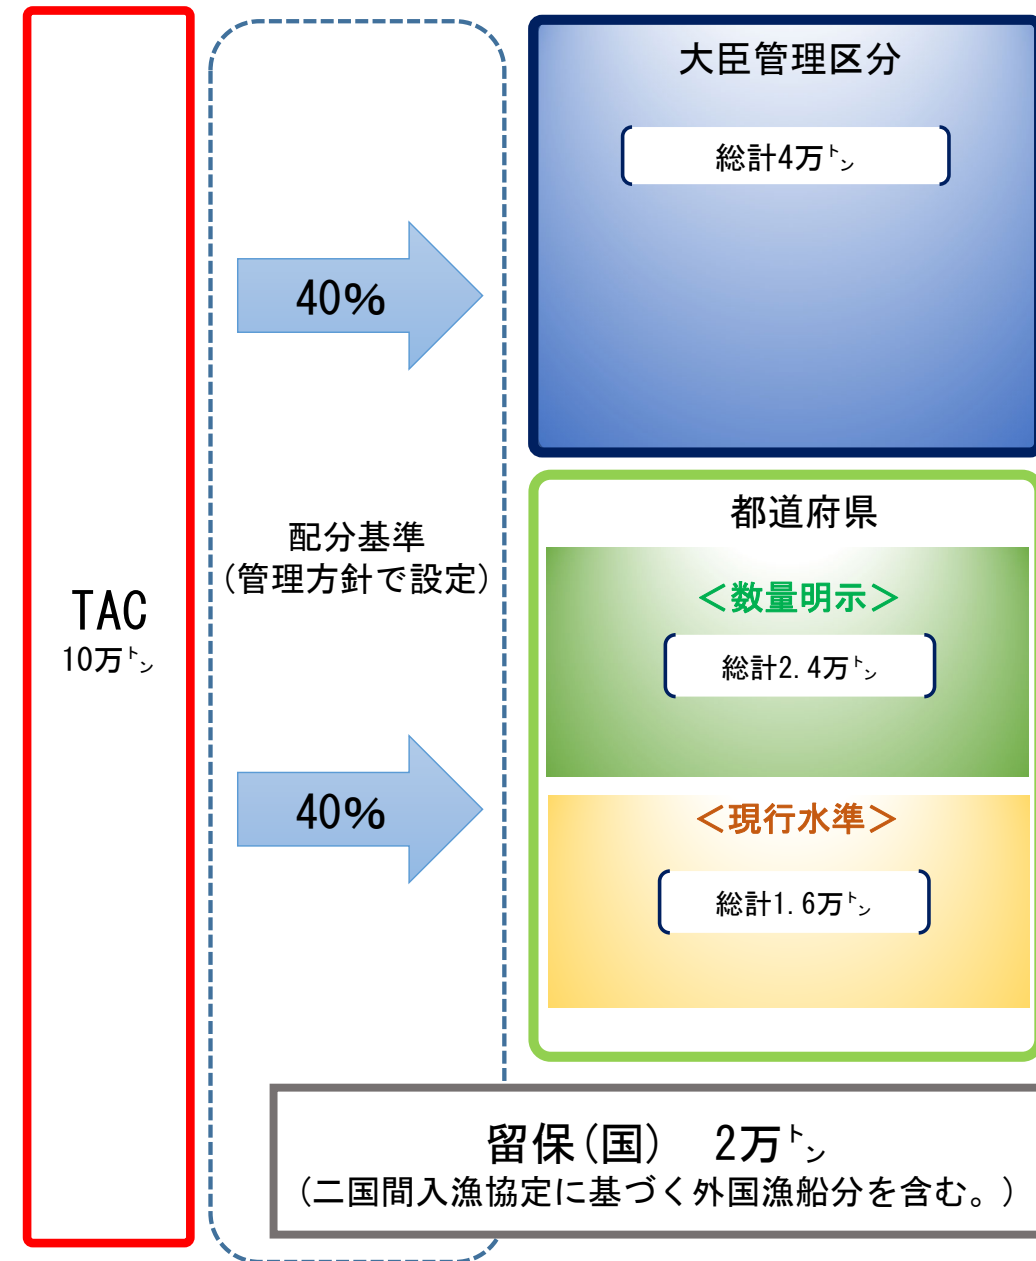 TAC
10万㌧
配分基準
(管理方針で設定)
40%
40%
大臣管理区分
総計4万㌧
都道府県
＜数量明示＞
総計2.4万㌧
＜現行水準＞
総計1.6万㌧
留保(国)　2万㌧
(二国間入漁協定に基づく外国漁船分を含む。)